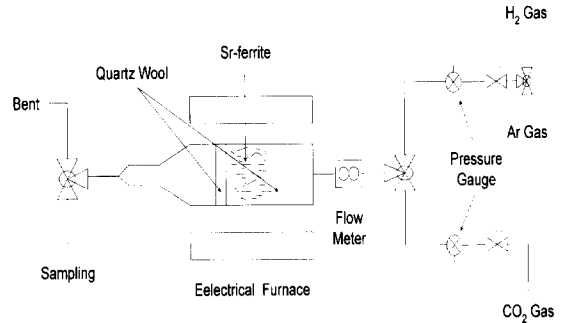 H2 Gas
Sr-ferrite
Quartz Wool
Bent
Ar Gas
Pressure
Gauge
Flow
Meter
Sampling
Eelectrical Furnace
CO2 Gas